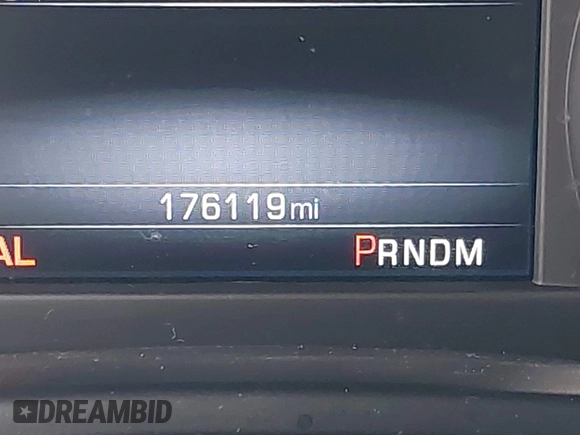 176119mi
AL
PRNDM
DREAMBID